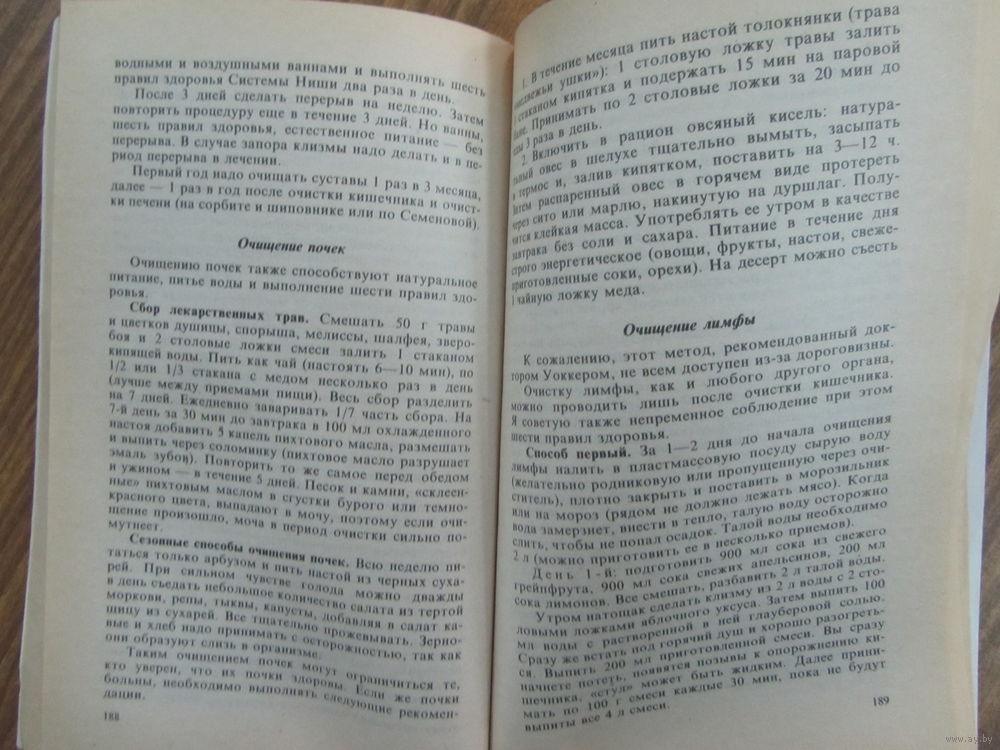 водными и воздушными ваннами и выполнять шесть
правил здоровья Системы Ниши два раза в день.
После 3 дней сделать перерыв на неделю. Затем
повторить процедуру еще в течение 3 дней. Но ванны,
шесть правил здоровья, естественное питание — без
перерыва. В случае запора клизмы надо делать и в пе-
риод перерыва в лечении.
Первый год надо очищать суставы 1 раз в 3 месяца,
далее — 1 раз в год после очистки кишечника и очист-
ки печени (на сорбите и шиповнике или по Семеновой).
Очищение почек
Очищению почек также способствуют натуральное
питание, питье воды и выполнение шести правил здо-
ровья.
Сбор лекарственных трав. Смешать 50 г травы
и цветков душицы, спорыша, мелиссы, шалфея, зверо-
боя и 2 столовые ложки смеси залить 1 стаканом
кипящей воды. Пить как чай (настоять 6—10 мин), по
1/2 или 1/3 стакана с медом несколько раз в день
(лучше между приемами пищи). Весь сбор разделить
на 7 дней. Ежедневно заваривать 1/7 часть сбора. На
7-й день за 30 мин до завтрака в 100 мл охлажденного
настоя добавить 5 капель пихтового масла, размешать
и выпить через соломинку (пихтовое масло разрушает
эмаль зубов). Повторить то же самое перед обедом
и ужином — в течение 5 дней. Песок и камни, «склеен-
ные» пихтовым маслом в сгустки бурого или темно-
красного цвета, выпадают в мочу, поэтому если очи-
щение произошло, моча в период очистки сильно по-
мутнеет.
Сезонные способы очищения почек. Всю неделю пи-
таться только арбузом и пить настой из черных суха-
рей. При сильном чувстве голода можно дважды
в день съедать небольшое количество салата из тертой
моркови, репы, тыквы, капусты, добавляя в салат ка-
шицу из сухарей. Все тщательно прожевывать. Зерно-
вые и хлеб надо принимать с осторожностью, так как
они образуют слизь в организме.
Таким очищением почек могут ограничиться те,
кто уверен, что их почки здоровы. Если же почки
больны, необходимо выполнять следующие рекомен-
дации.
188
1. В течение месяца пить настой толокнянки (трава
«медвежьи ушки»): 1 столовую ложку травы залить
1 стаканом кипятка и подержать 15 мин на паровой
бане. Принимать по 2 столовые ложки за 20 мин до
еды 3 раза в день.
2. Включить в рацион овсяный кисель: натура-
льный овес в шелухе тщательно вымыть, засыпать
в термос и, залив кипятком, поставить на 3—12 ч.
Затем распаренный овес в горячем виде протереть
через сито или марлю, накинутую на дуршлаг. Полу-
чится клейкая масса. Употреблять ее утром в качестве
завтрака без соли и сахара. Питание в течение дня
строго энергетическое (овощи, фрукты, настои, свеже-
приготовленные соки, орехи). На десерт можно съесть
1 чайную ложку меда.
Очищение лимфы
К сожалению, этот метод, рекомендованный док-
тором Уоккером, не всем доступен из-за дороговизны.
Очистку лимфы, как и любого другого органа,
можно проводить лишь после очистки кишечника.
Я советую также непременное соблюдение при этом
шести правил здоровья.
Способ первый. За 1—2 дня до начала очищения
лимфы налить в пластмассовую посуду сырую воду
(желательно родниковую или пропущенную через очи-
ститель), плотно закрыть и поставить в морозильник
или на мороз (рядом не должно лежать мясо). Когда
вода замерзнет, внести в тепло, талую воду осторожно
слить, чтобы не попал осадок. Талой воды необходимо
2 л (можно приготовить ее в несколько приемов).
День 1-й: подготовить 900 мл сока из свежего
грейпфрута, 900 мл сока свежих апельсинов, 200 мл
сока лимонов. Все смешать, разбавить 2 л талой воды.
Утром натощак сделать клизму из 2 л воды с 2 сто-
ловыми ложками яблочного уксуса. Затем выпить 100
мл воды с растворенной в ней глауберовой солью.
Сразу же встать под горячий душ и хорошо разогреть-
ся. Выпить 200 мл приготовленной смеси. Вы сразу
начнете потеть, появятся позывы к опорожнению ки-
шечника, «стул» может быть жидким. Далее прини-
мать по 100 г смеси каждые 30 мин, пока не будут
выпиты все 4 л смеси.
189
www.ay.by